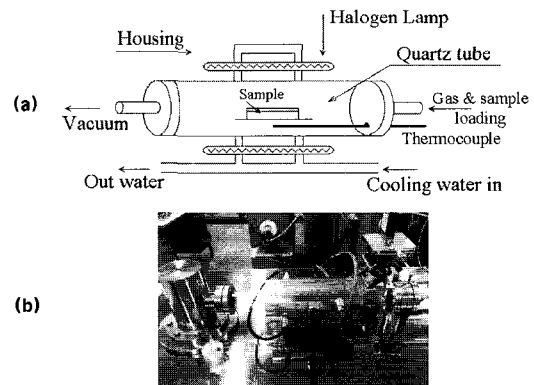 Halogen Lamp
Housing
Quartz tube
(a)
Sample
Gas & sample
loading
Vacuum
Thermocouple
Out water
Cooling water in
(b)